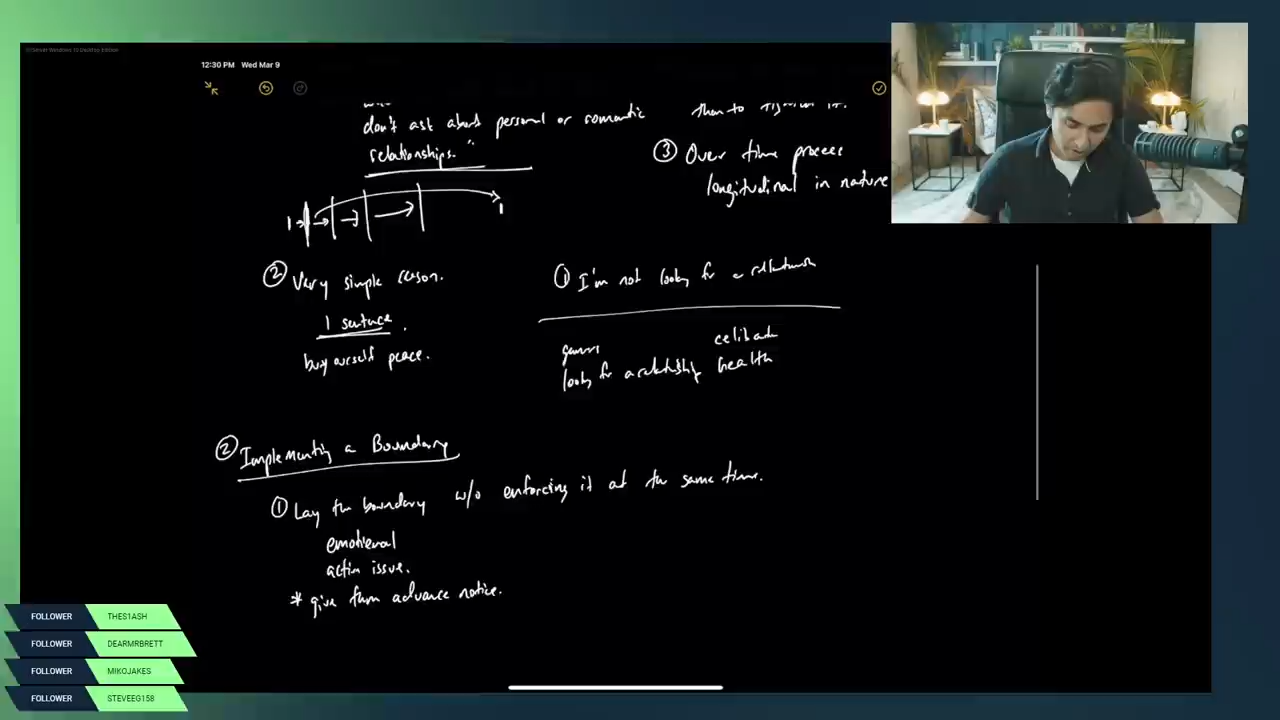 12:30 PM Wed Mar 9
don't ask about personal or romantic
relationships."
③ Over time process
longitudinal in nature
② Very simple reason.
1 sentence.
buy ourself peace.
① I'm not looking for a relationship
celibate
looking for a relationship health
② Implementing a Boundary
① Lay the boundary w/o enforcing it at the same time.
emotional
action issue.
* give them advance notice.
FOLLOWER THES1ASH
FOLLOWER DEARMRBRETT
FOLLOWER MIKOJAKES
FOLLOWER STEVEEG158